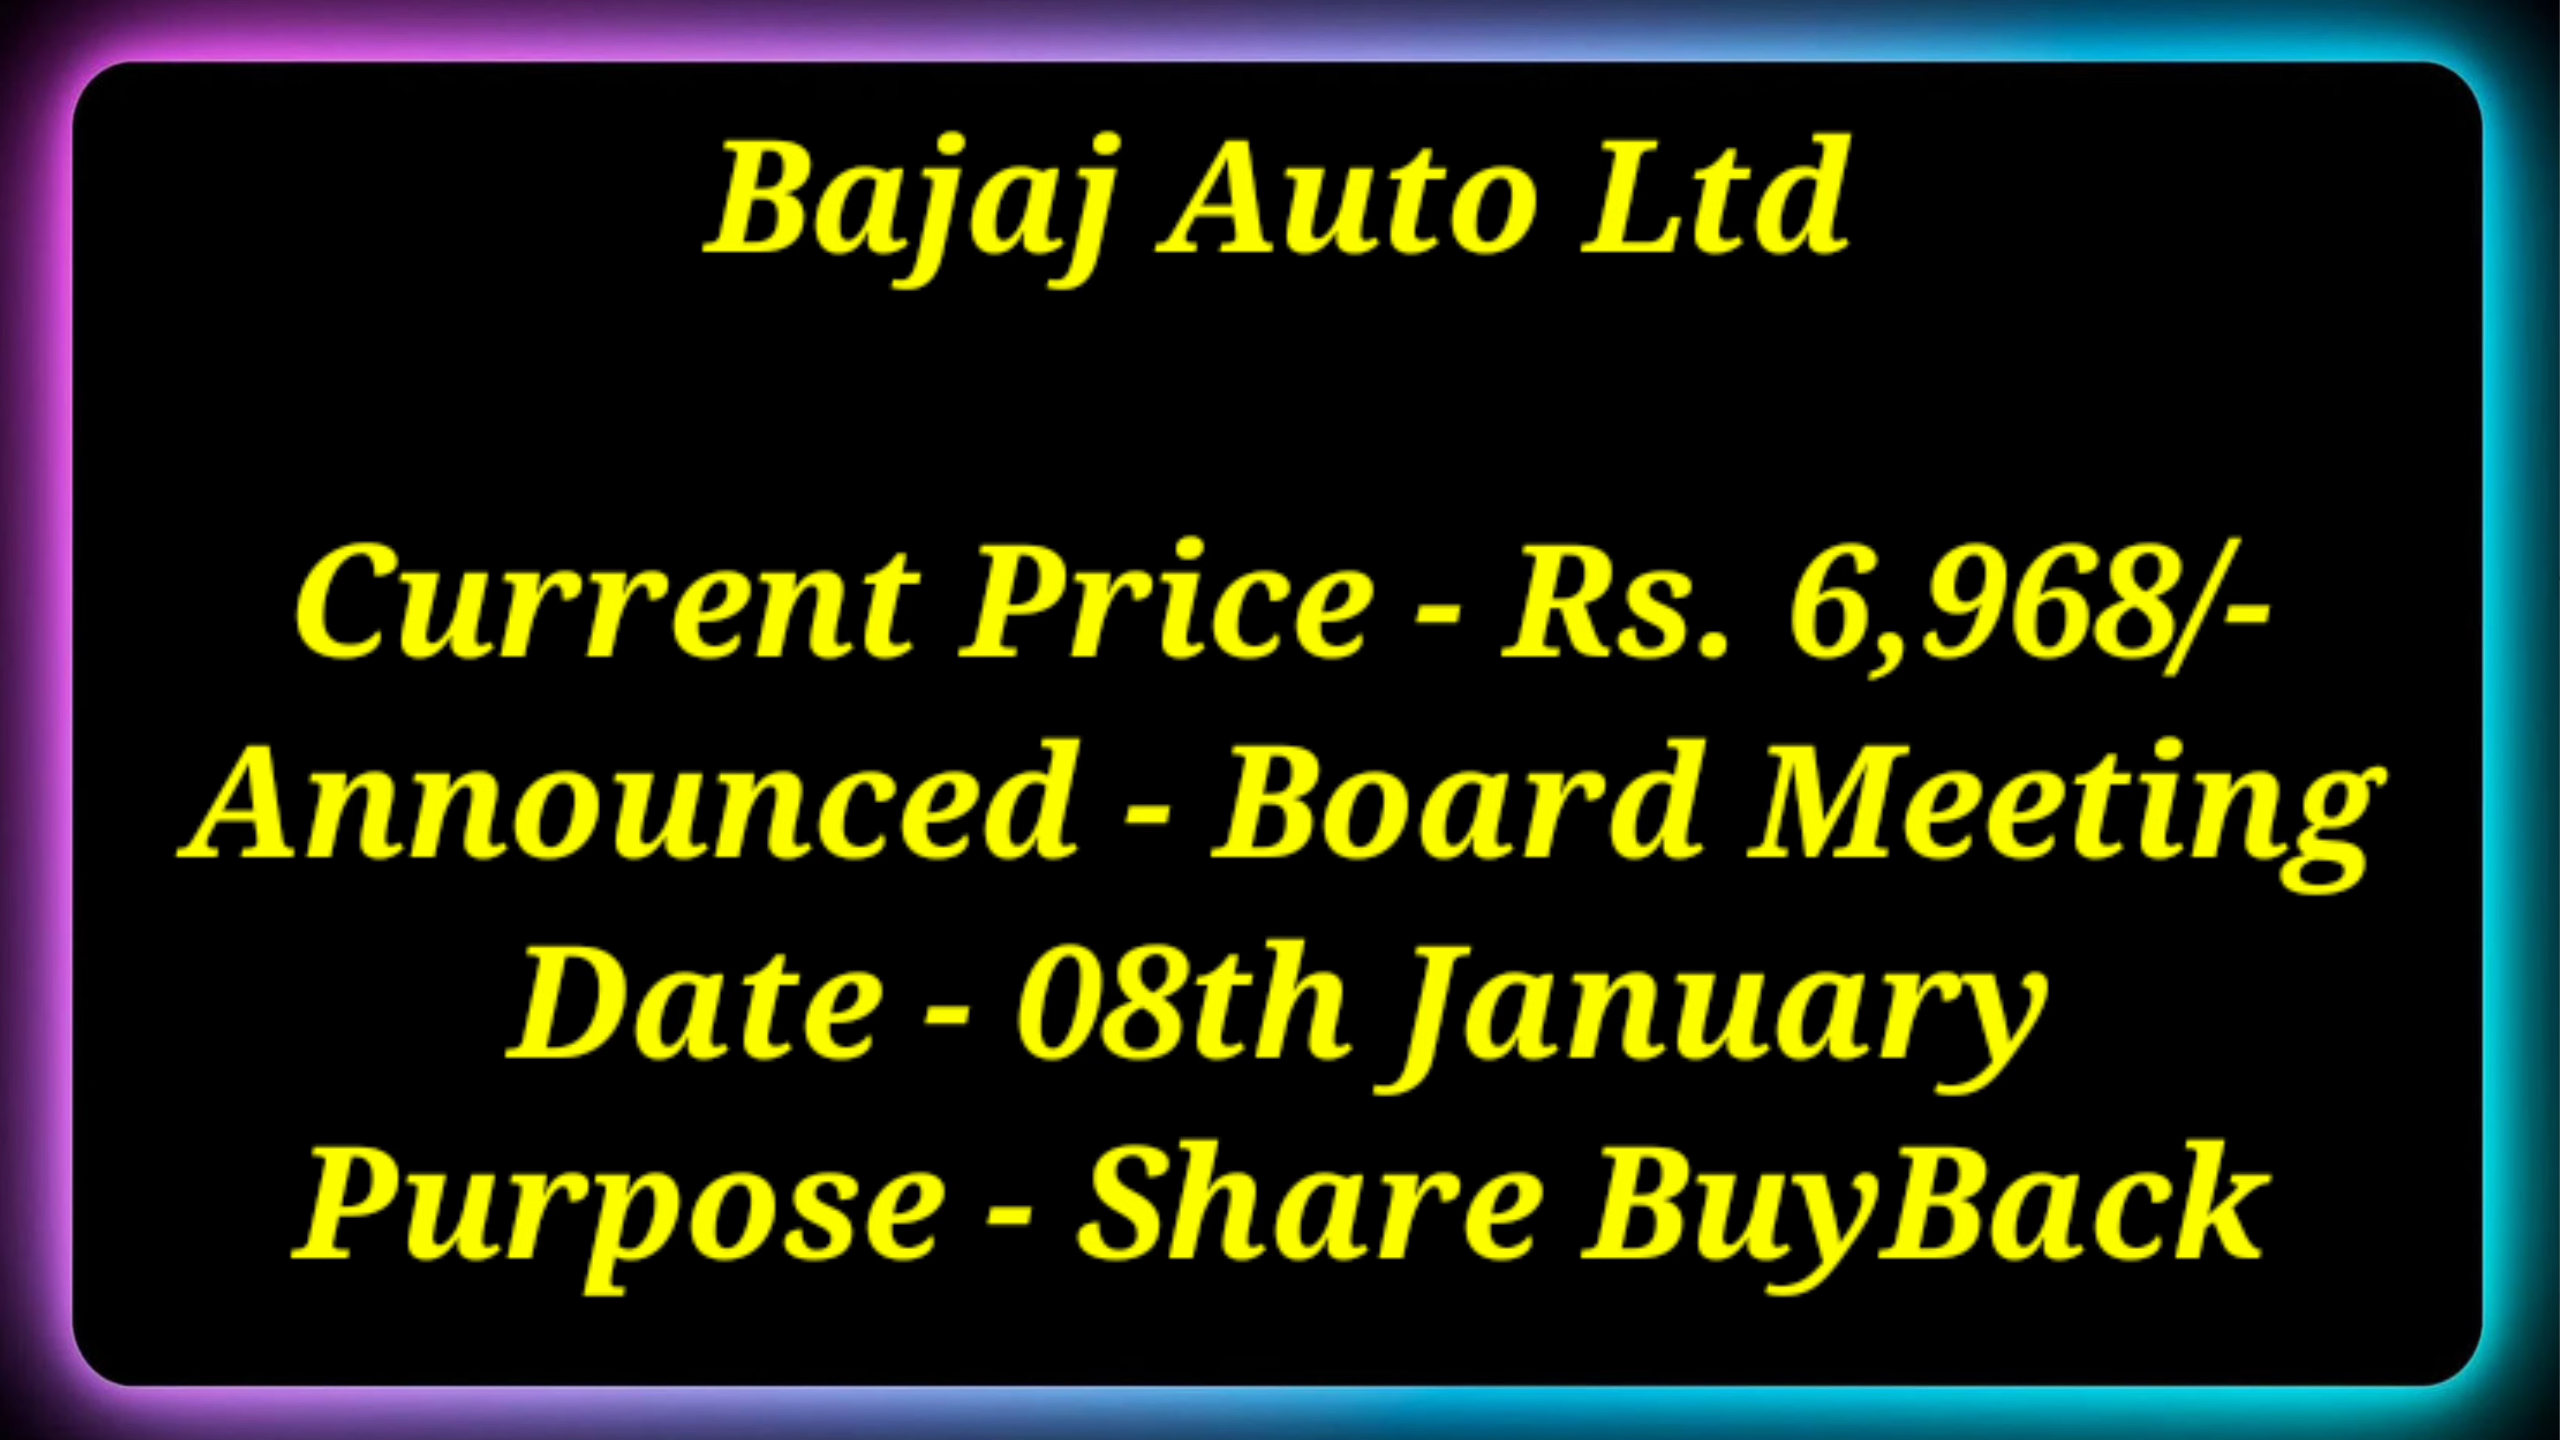 Bajaj Auto Ltd
Current Price - Rs. 6,968/-
Announced - Board Meeting
Date - 08th January
Purpose - Share BuyBack